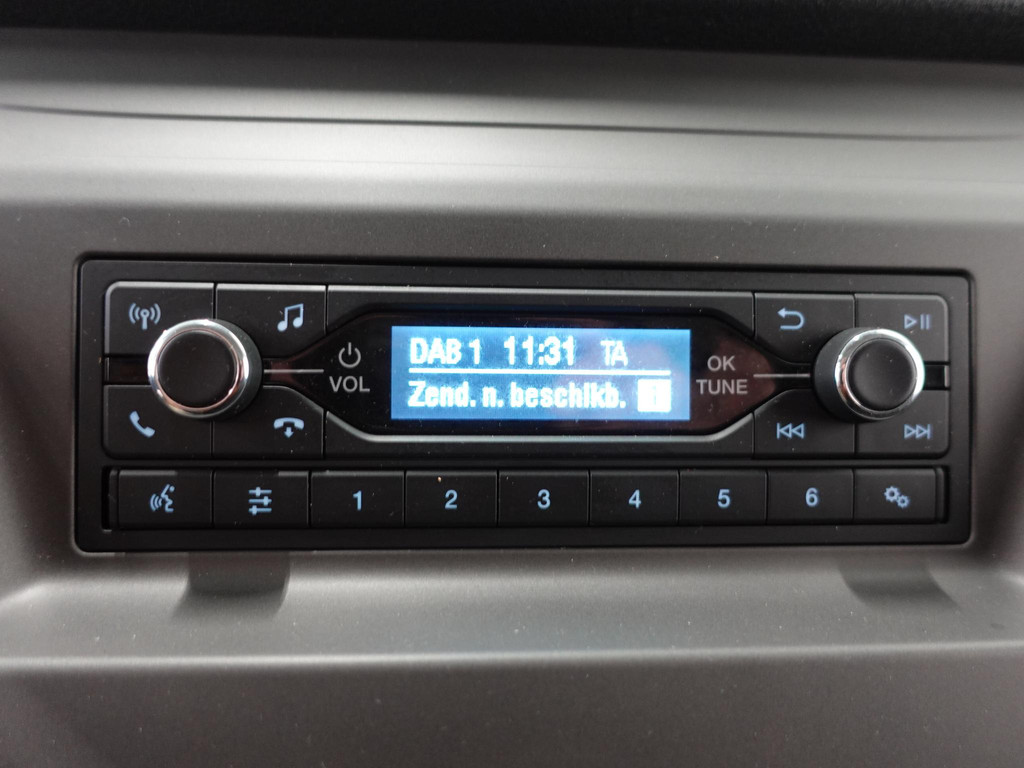 DAB 1 11:31 TA
Zend. n. beschikb.
VOL
OK
TUNE
1 2 3 4 5 6